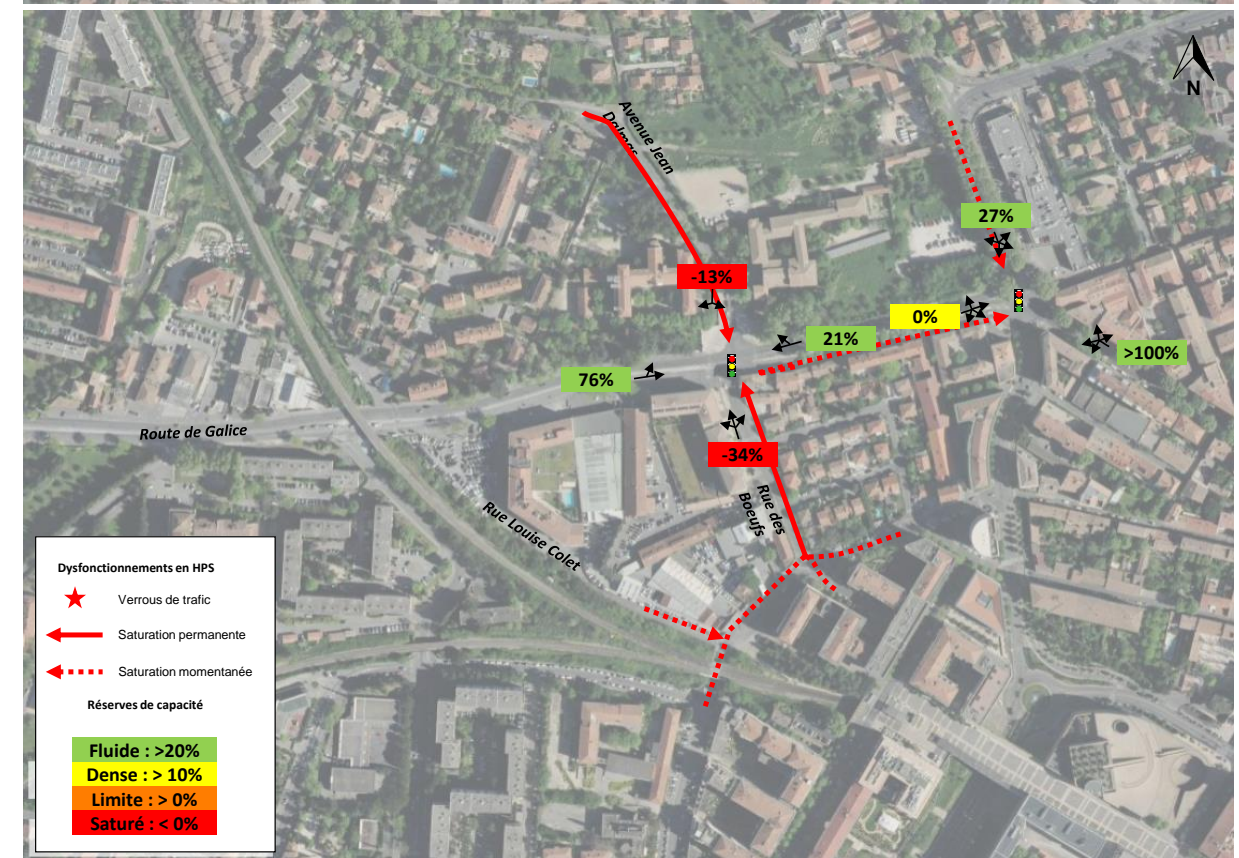 N
Avenue Jean
Dalmas
27%
-13%
0%
21%
>100%
76%
Route de Galice
-34%
Rue des
Boeufs
Rue Louise Colet
Dysfonctionnements en HPS
Verrous de trafic
Saturation permanente
Saturation momentanée
Réserves de capacité
Fluide : >20%
Dense : > 10%
Limite : > 0%
Saturé : < 0%